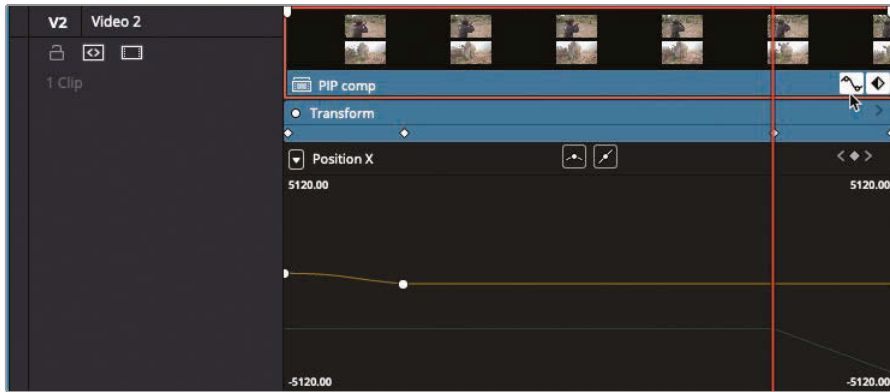 V2 Video 2
1 Clip
PIP comp
Transform
Position X
5120.00 5120.00
-5120.00 -5120.00